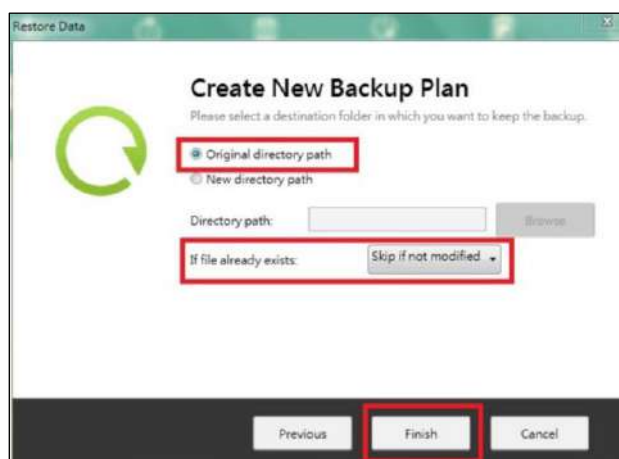 Restore Data
Create New Backup Plan
Please select a destination folder in which you want to keep the backup.
Original directory path
New directory path
Directory path: Browse
If file already exists: Skip if not modified
Previous Finish Cancel